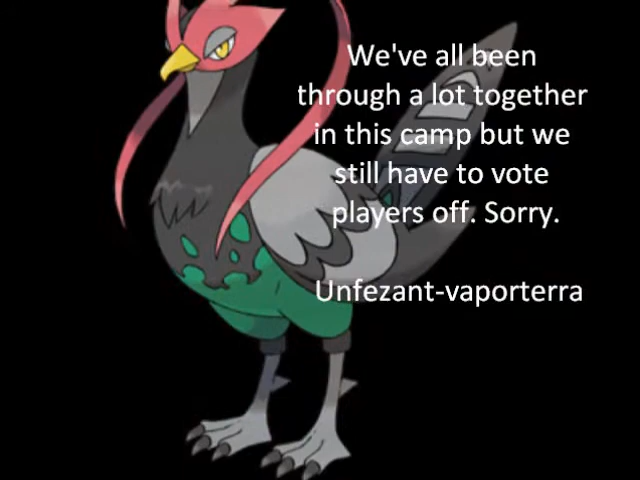 We've all been
through a lot together
in this camp but we
still have to vote
players off. Sorry.
Unfezant-vaporterra